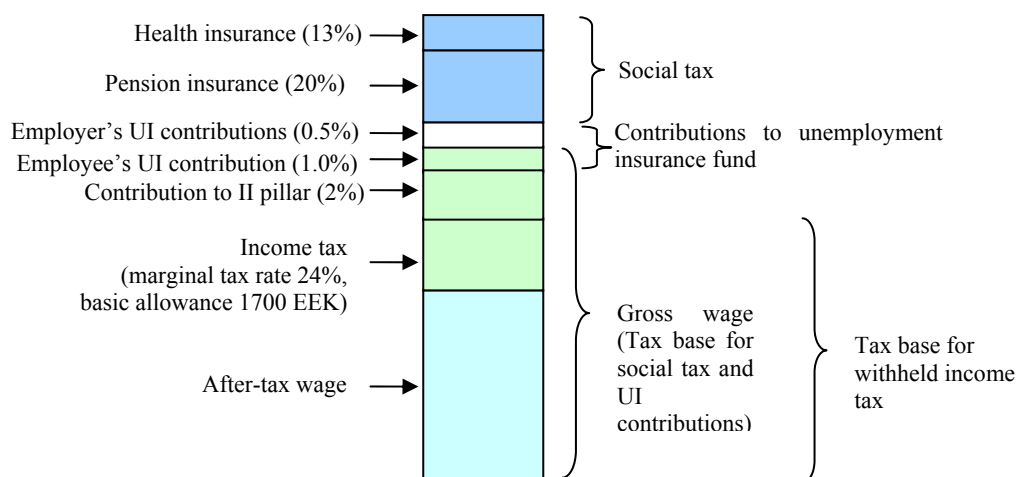 Health insurance (13%)
Pension insurance (20%)
Employer's UI contributions (0.5%)
Employee's UI contribution (1.0%)
Contribution to II pillar (2%)
Income tax
(marginal tax rate 24%,
basic allowance 1700 EEK)
After-tax wage
Social tax
Contributions to unemployment
insurance fund
Gross wage
(Tax base for
social tax and
UI
contributions)
Tax base for
withheld income
tax